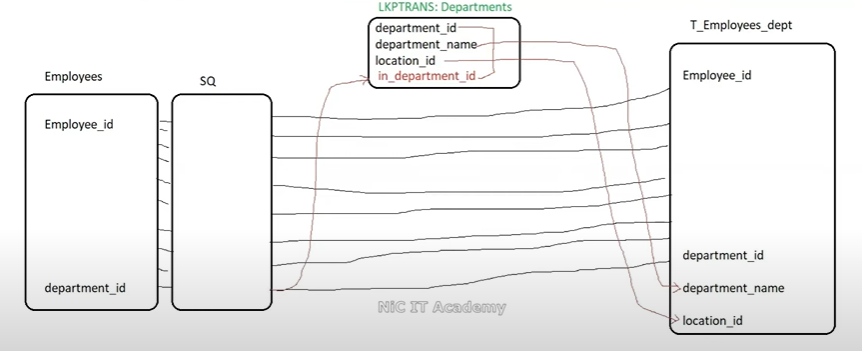 LKPTRANS: Departments
department_id
department_name
location_id
in_department_id
T_Employees_dept
Employee_id
department_id
department_name
location_id
Employees
Employee_id
department_id
SQ
NiC IT Academy